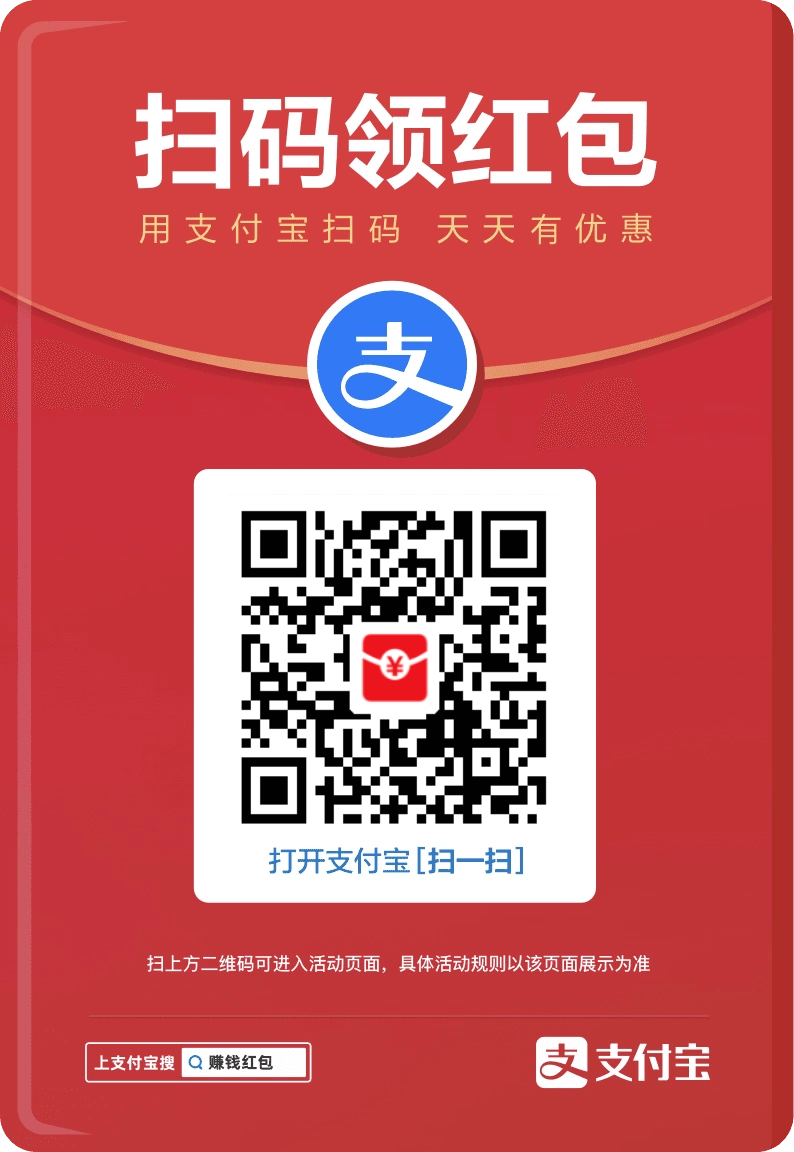 扫码领红包
用支付宝扫码 天天有优惠
支
¥
打开支付宝[扫一扫]
扫上方二维码可进入活动页面，具体活动规则以该页面展示为准
上支付宝搜 赚钱红包
支 支付宝